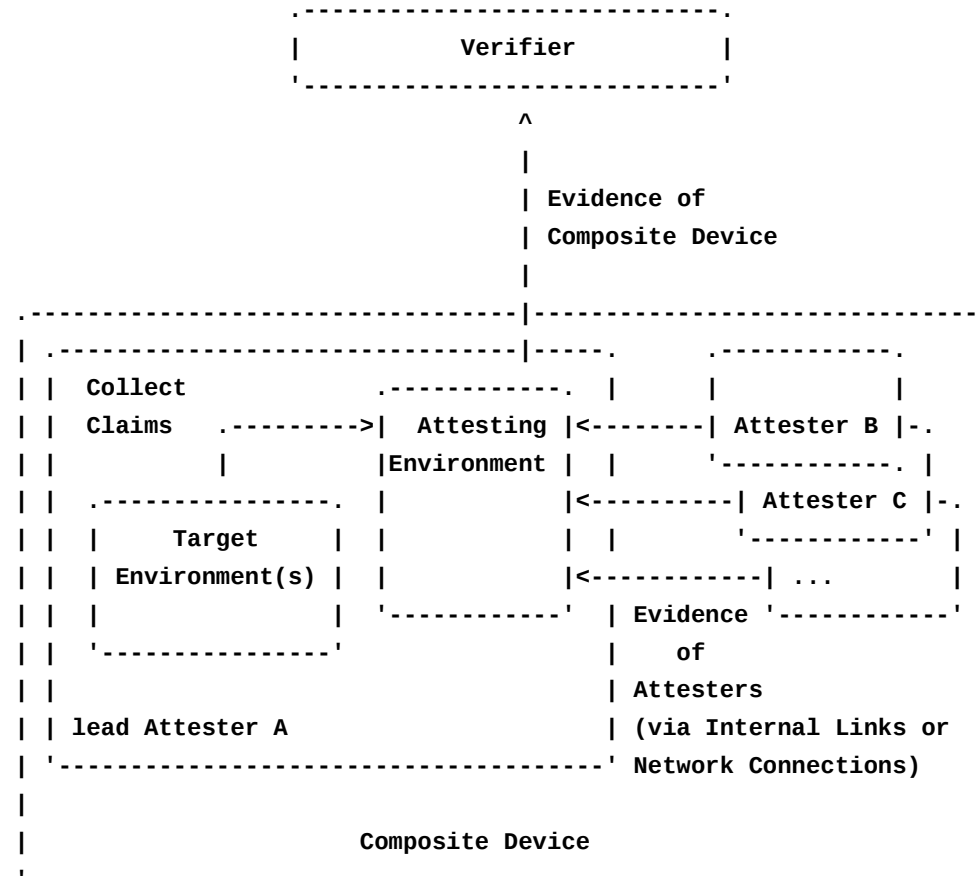 Verifier
Evidence of
Composite Device
Collect
Claims Attesting Attester B
Environment
Attester C
Target
Environment(s) ...
Evidence
of
Attesters
lead Attester A (via Internal Links or
Network Connections)
Composite Device